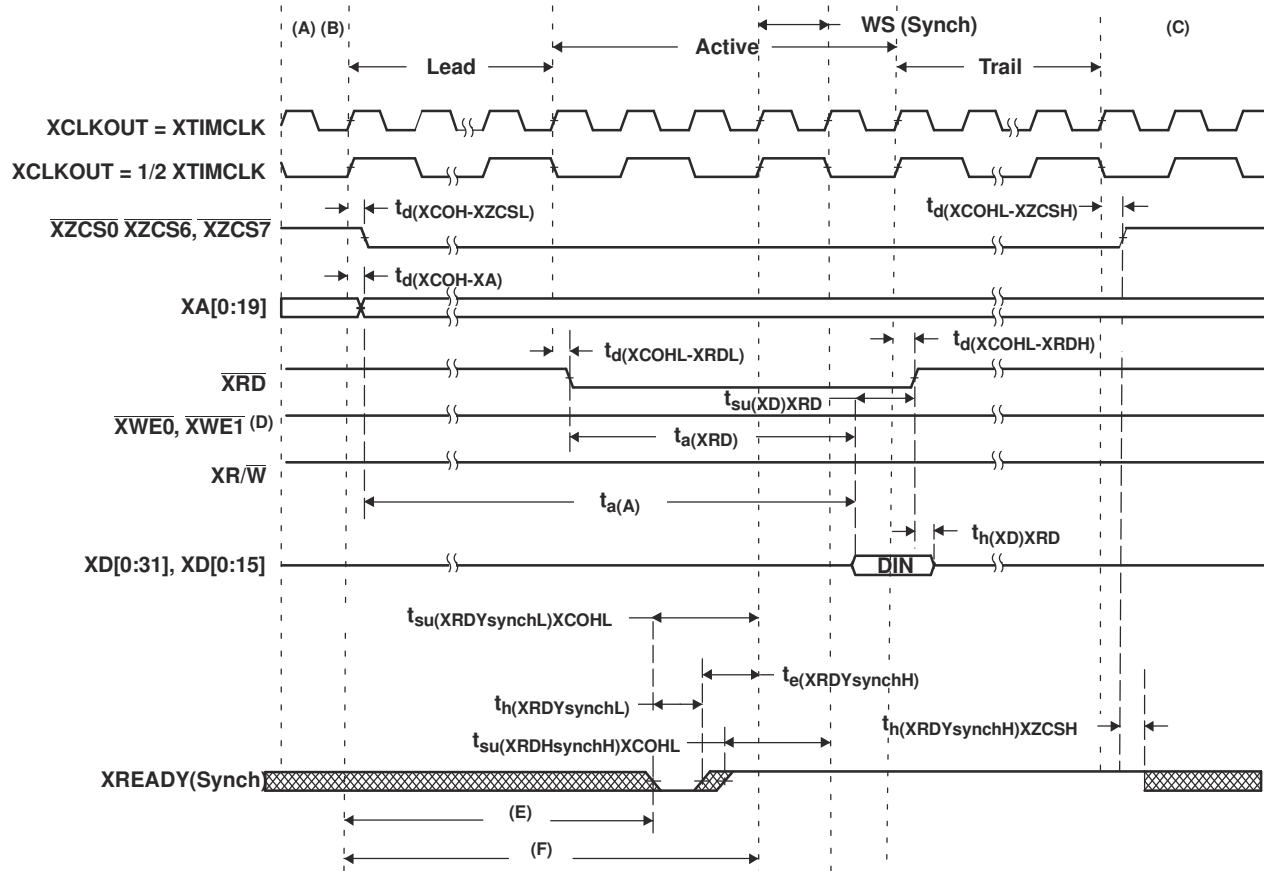 (A) (B)
WS (Synch)
(C)
Active
Lead
Trail
XCLKOUT = XTIMCLK
XCLKOUT = 1/2 XTIMCLK
td(XCOH-XZCSL)
td(XCOHL-XZCSH)
XZCS0 XZCS6, XZCS7
td(XCOH-XA)
XA[0:19]
td(XCOHL-XRDL)
td(XCOHL-XRDH)
XRD
tsu(XD)XRD
XWE0, XWE1 (D)
ta(XRD)
XR/W
ta(A)
th(XD)XRD
XD[0:31], XD[0:15]
DIN
tsu(XRDYsynchL)XCOHL
te(XRDYsynchH)
th(XRDYsynchL)
th(XRDYsynchH)XZCSH
tsu(XRDHsynchH)XCOHL
XREADY(Synch)
(E)
(F)